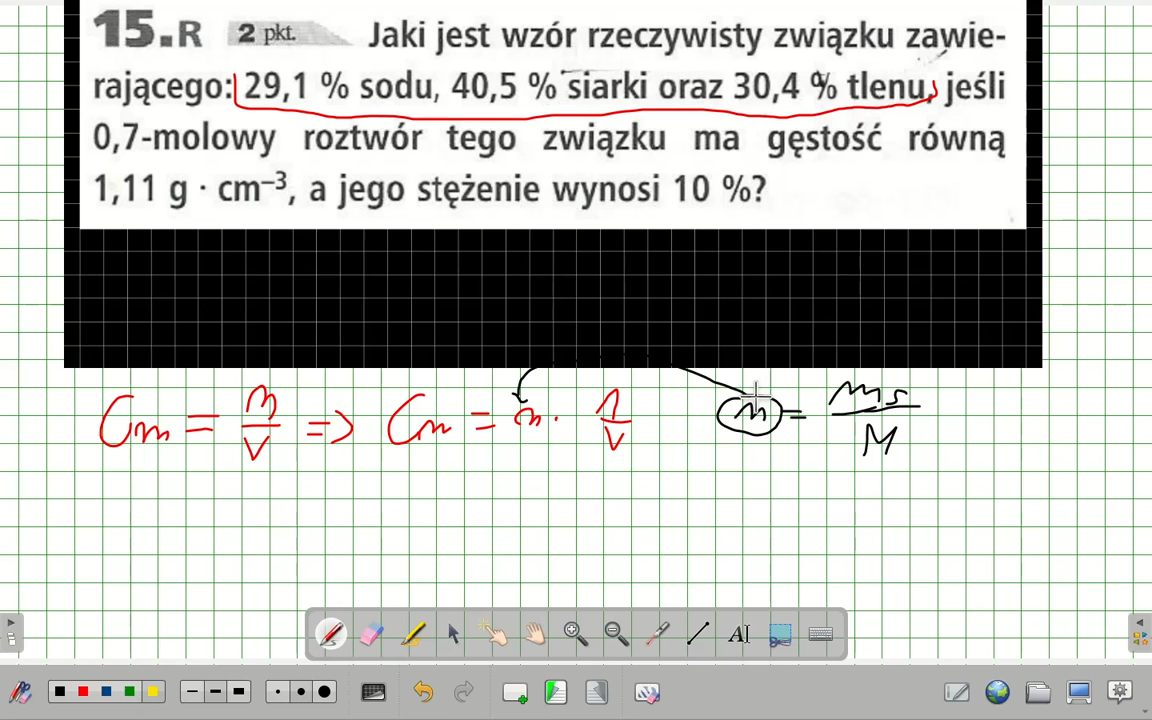 15.R 2 pkt. Jaki jest wzór rzeczywisty związku zawie-
rającego: 29,1 % sodu, 40,5 % siarki oraz 30,4 % tlenu, jeśli
0,7-molowy roztwór tego związku ma gęstość równą
1,11 g · cm⁻³, a jego stężenie wynosi 10 %?
Cm = n/V => Cm = n · 1/V n = ms/M
AI